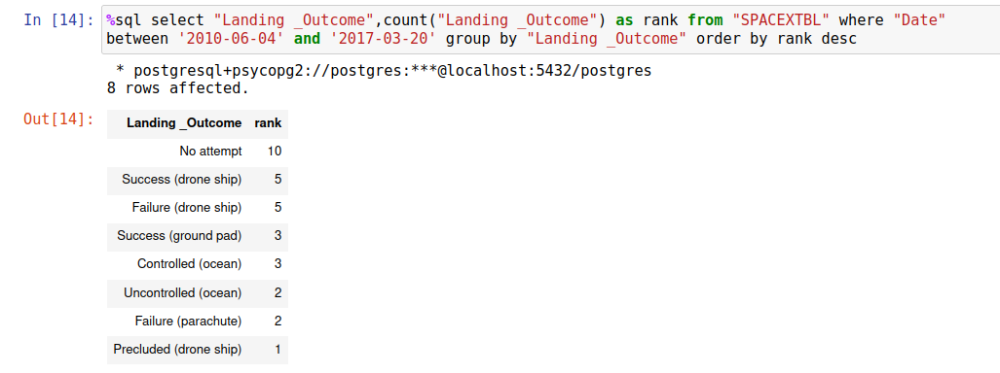 In [14]: %sql select "Landing _Outcome",count("Landing _Outcome") as rank from "SPACEXTBL" where "Date"
between '2010-06-04' and '2017-03-20' group by "Landing _Outcome" order by rank desc
* postgresql+psycopg2://postgres:***@localhost:5432/postgres
8 rows affected.
Out[14]: Landing _Outcome rank
No attempt 10
Success (drone ship) 5
Failure (drone ship) 5
Success (ground pad) 3
Controlled (ocean) 3
Uncontrolled (ocean) 2
Failure (parachute) 2
Precluded (drone ship) 1